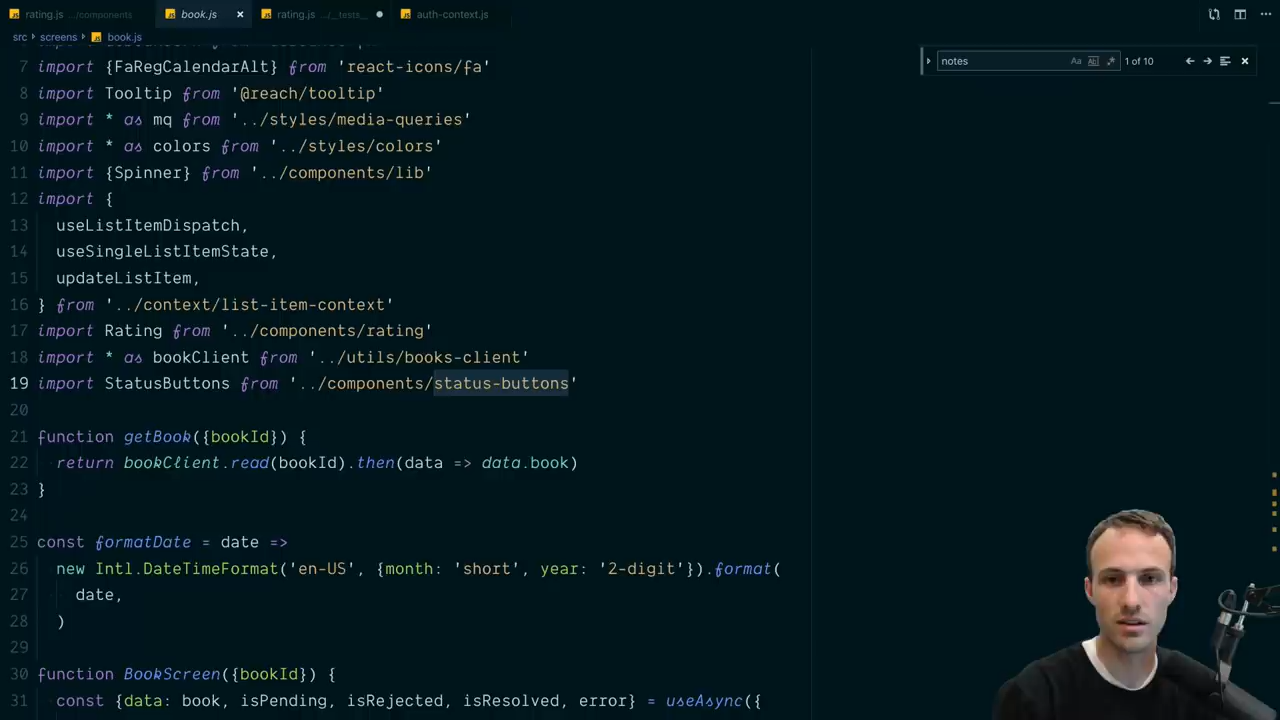 rating.js .../components
book.js ×
rating.js .../__tests__ ●
auth-context.js
src > screens > book.js
notes Aa Abl .* 1 of 10
7 import {FaRegCalendarAlt} from 'react-icons/fa'
8 import Tooltip from '@reach/tooltip'
9 import * as mq from '../styles/media-queries'
10 import * as colors from '../styles/colors'
11 import {Spinner} from '../components/lib'
12 import {
13 useListItemDispatch,
14 useSingleListItemState,
15 updateListItem,
16 } from '../context/list-item-context'
17 import Rating from '../components/rating'
18 import * as bookClient from '../utils/books-client'
19 import StatusButtons from '../components/status-buttons'
20
21 function getBook({bookId}) {
22 return bookClient.read(bookId).then(data => data.book)
23 }
24
25 const formatDate = date =>
26 new Intl.DateTimeFormat('en-US', {month: 'short', year: '2-digit'}).format(
27 date,
28 )
29
30 function BookScreen({bookId}) {
31 const {data: book, isPending, isRejected, isResolved, error} = useAsync({